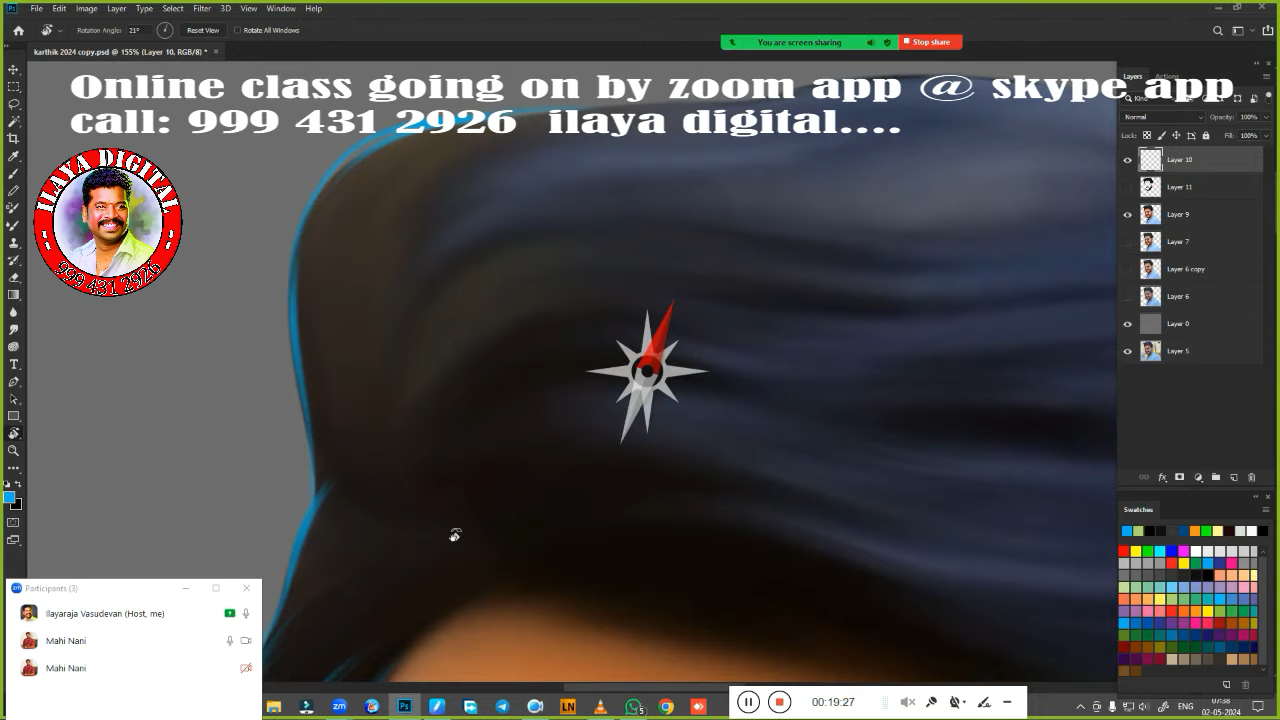 File Edit Image Layer Type Select Filter 3D View Window Help
Rotation Angle: 21° Reset View Rotate All Windows
karthik 2024 copy.psd @ 155% (Layer 10, RGB/8) *
You are screen sharing Stop share
Online class going on by zoom app @ skype app
call: 999 431 2926 ilaya digital....
ILAYA DIGITAL
999 431 2926
Layers Actions
Kind
Normal Opacity: 100%
Lock: Fill: 100%
Layer 10
Layer 11
Layer 9
Layer 7
Layer 6 copy
Layer 6
Layer 0
Layer 5
Swatches
Participants (3)
Ilayaraja Vasudevan (Host, me)
Mahi Nani
Mahi Nani
00:19:27
ENG
07:38
02-05-2024